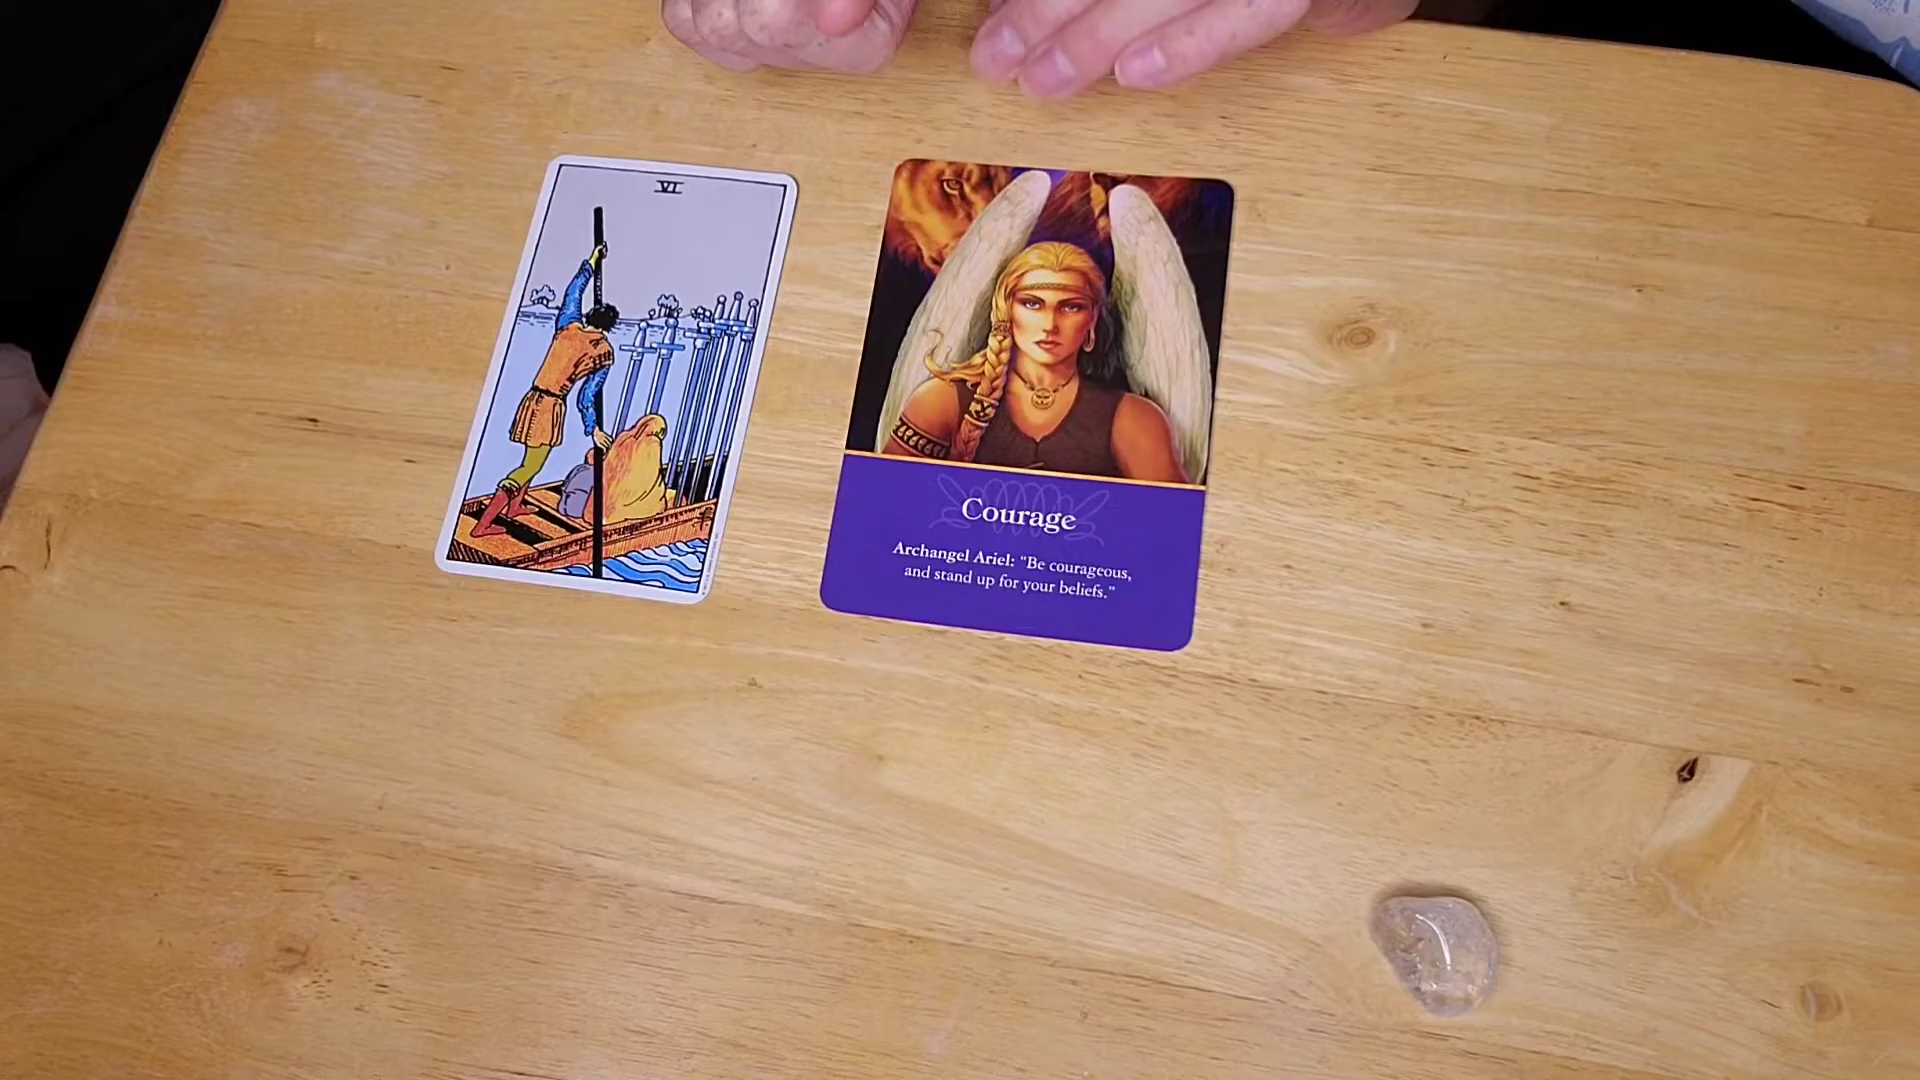 VI
Courage
Archangel Ariel: “Be courageous,
and stand up for your beliefs.”